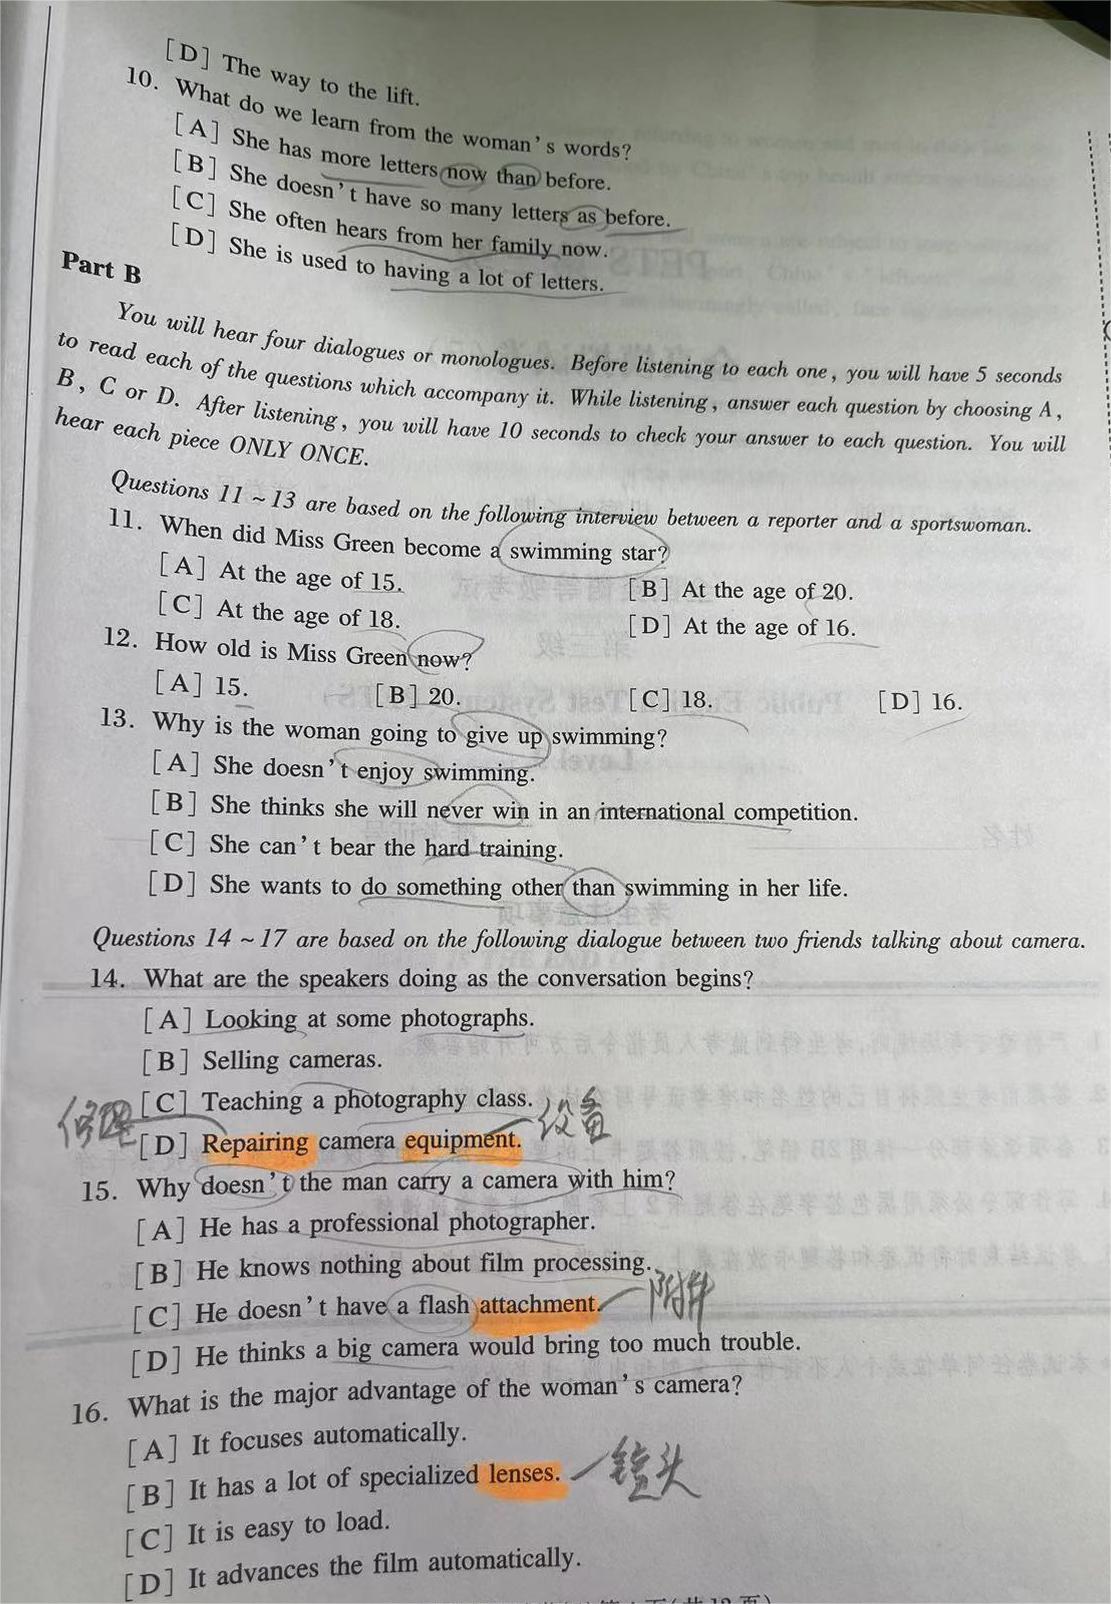 [D] The way to the lift.
10. What do we learn from the woman's words?
[A] She has more letters now than before.
[B] She doesn't have so many letters as before.
[C] She often hears from her family now.
[D] She is used to having a lot of letters.
Part B
You will hear four dialogues or monologues. Before listening to each one, you will have 5 seconds
to read each of the questions which accompany it. While listening, answer each question by choosing A,
B, C or D. After listening, you will have 10 seconds to check your answer to each question. You will
hear each piece ONLY ONCE.
Questions 11 ~ 13 are based on the following interview between a reporter and a sportswoman.
11. When did Miss Green become a swimming star?
[A] At the age of 15. [B] At the age of 20.
[C] At the age of 18. [D] At the age of 16.
12. How old is Miss Green now?
[A] 15. [B] 20. [C] 18. [D] 16.
13. Why is the woman going to give up swimming?
[A] She doesn't enjoy swimming.
[B] She thinks she will never win in an international competition.
[C] She can't bear the hard training.
[D] She wants to do something other than swimming in her life.
Questions 14 ~ 17 are based on the following dialogue between two friends talking about camera.
14. What are the speakers doing as the conversation begins?
[A] Looking at some photographs.
[B] Selling cameras.
[C] Teaching a photography class.
修理 [D] Repairing camera equipment. 设备
15. Why doesn't the man carry a camera with him?
[A] He has a professional photographer.
[B] He knows nothing about film processing.
[C] He doesn't have a flash attachment. 附件
[D] He thinks a big camera would bring too much trouble.
16. What is the major advantage of the woman's camera?
[A] It focuses automatically.
[B] It has a lot of specialized lenses. 镜头
[C] It is easy to load.
[D] It advances the film automatically.